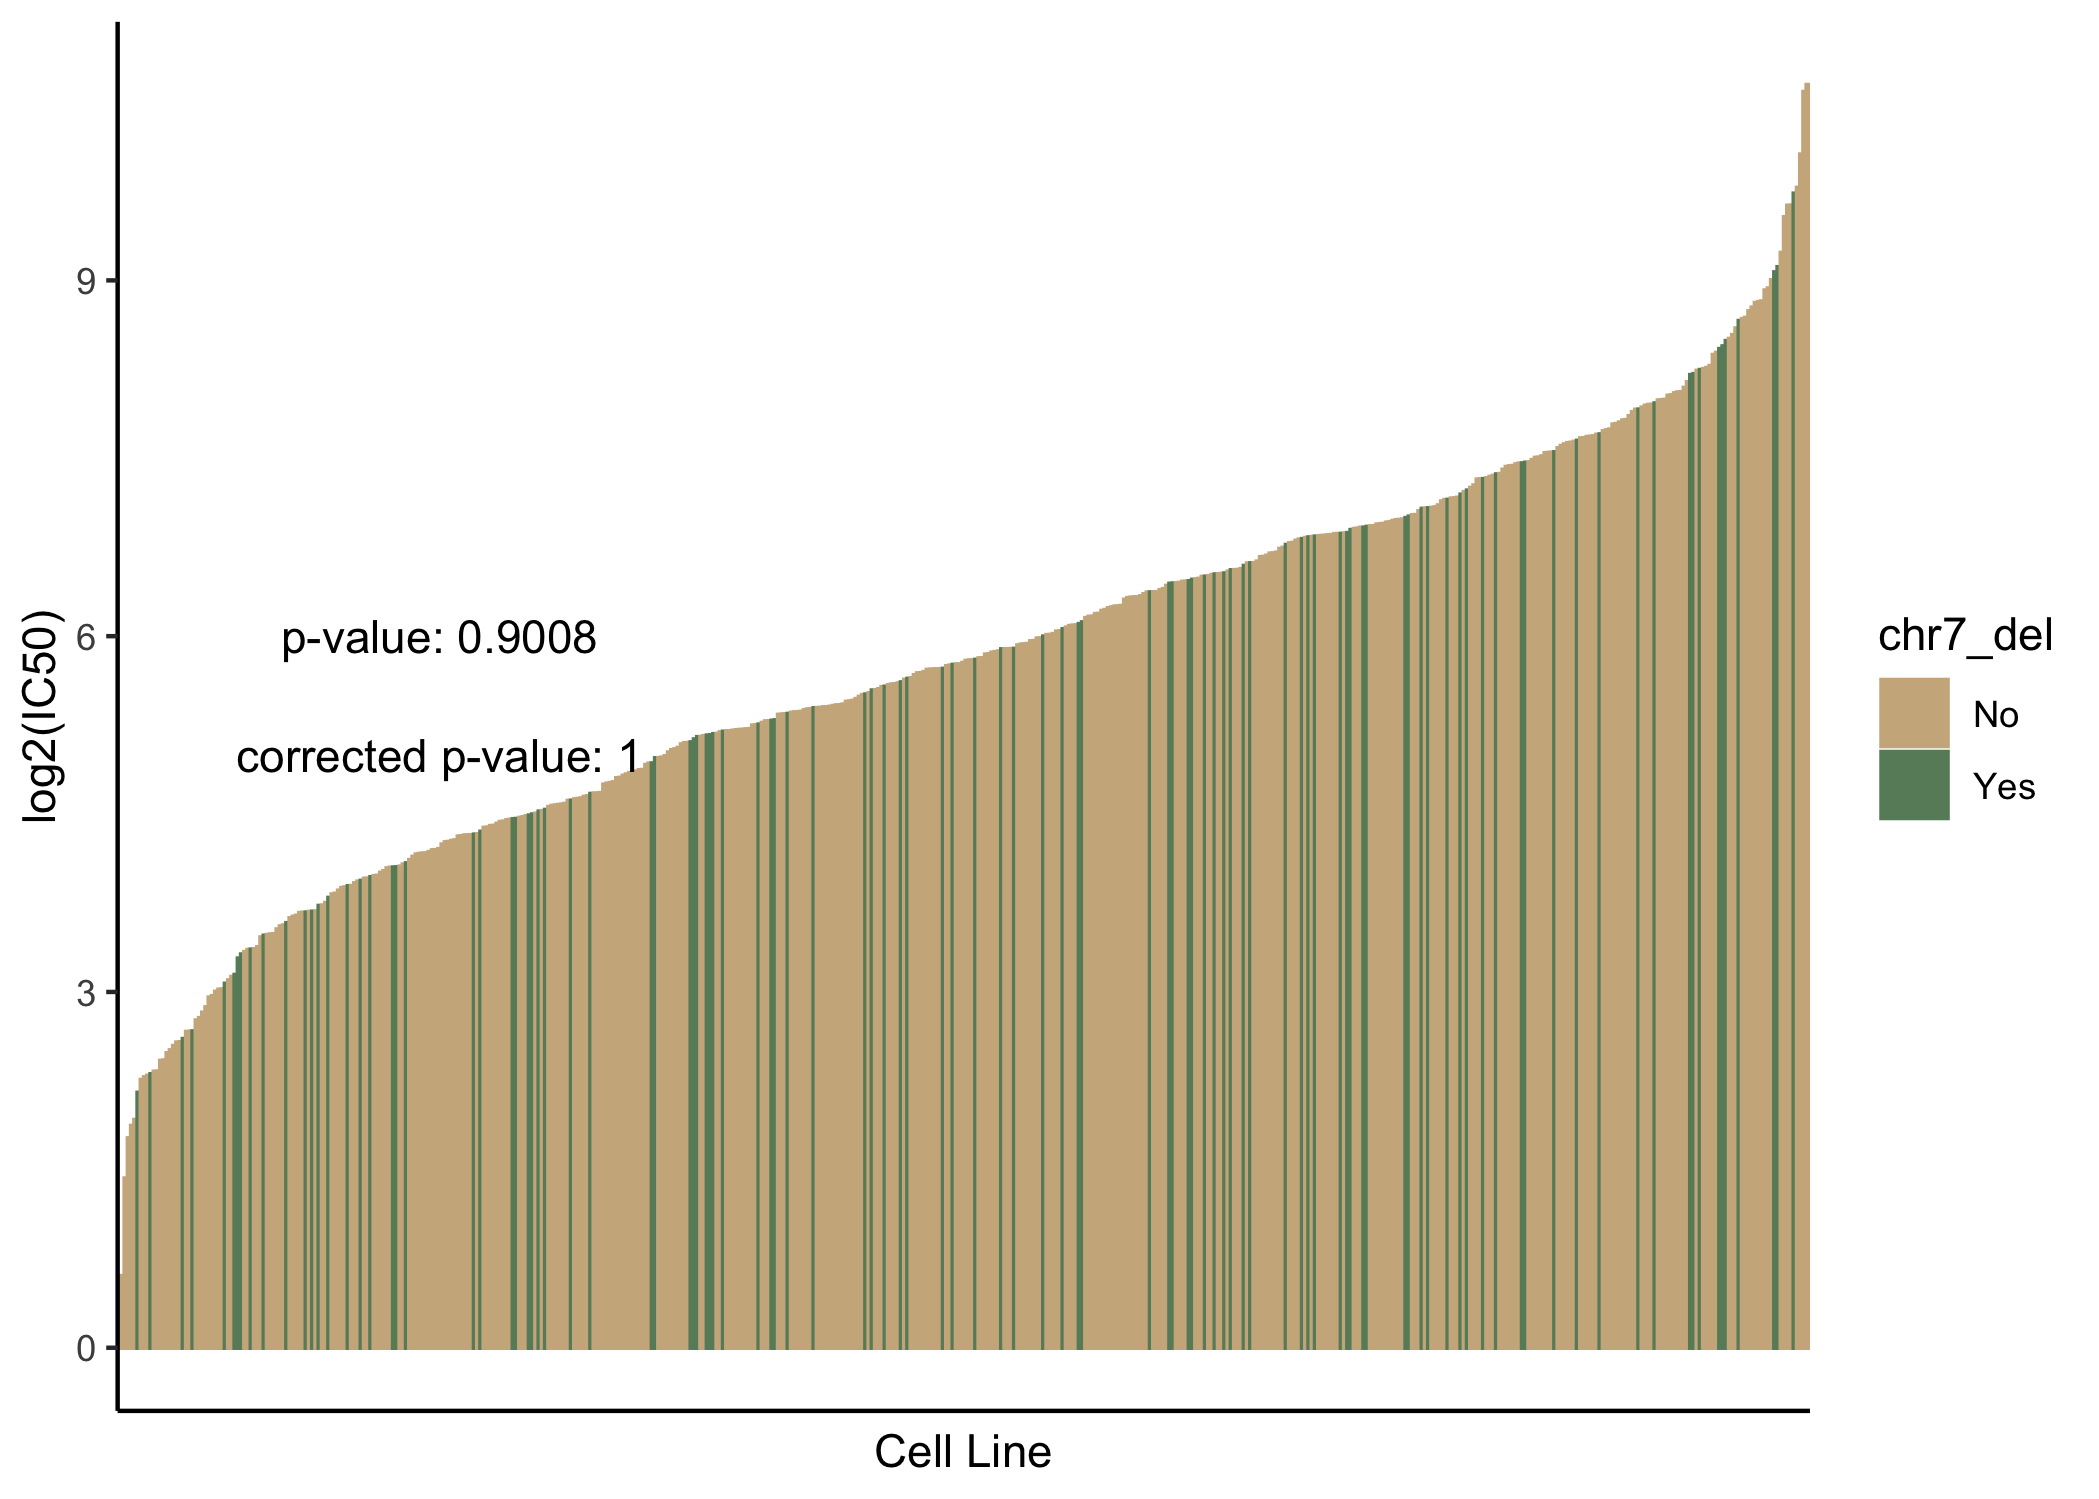 9
6
3
0
log2(IC50)
p-value: 0.9008
corrected p-value: 1
Cell Line
chr7_del
No
Yes